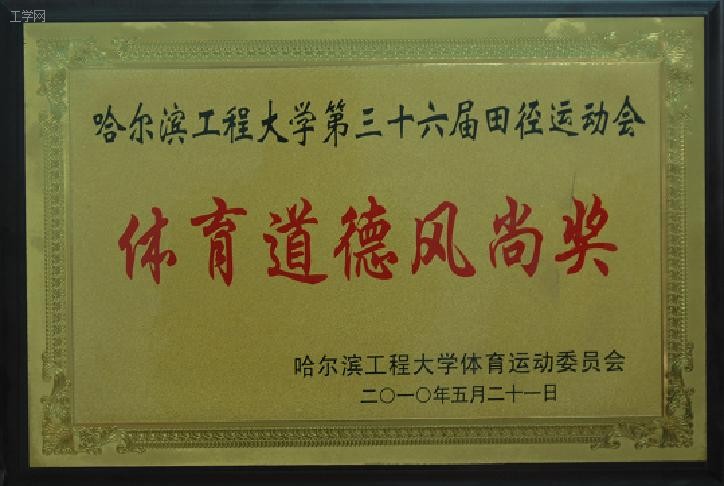 工学网
哈尔滨工程大学第三十六届田径运动会
体育道德风尚奖
哈尔滨工程大学体育运动委员会
二〇一〇年五月二十一日